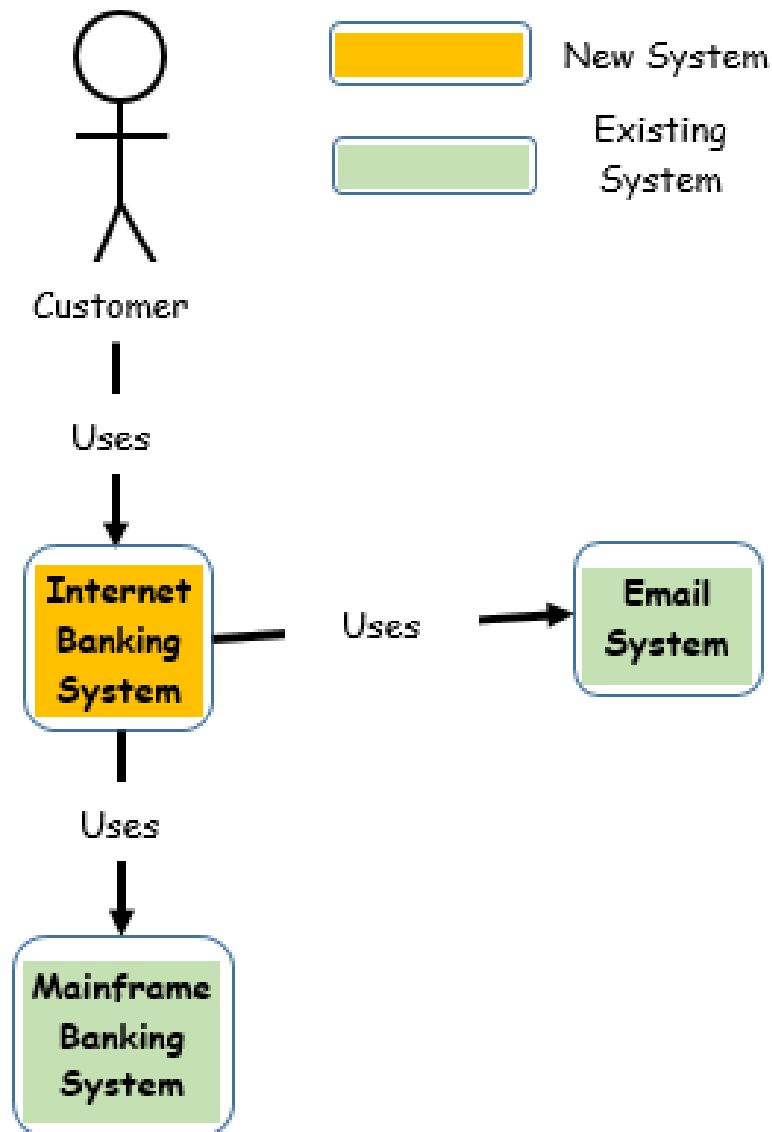 New System
Existing
System
Customer
Uses
Internet
Banking
System
Uses
Email
System
Uses
Mainframe
Banking
System